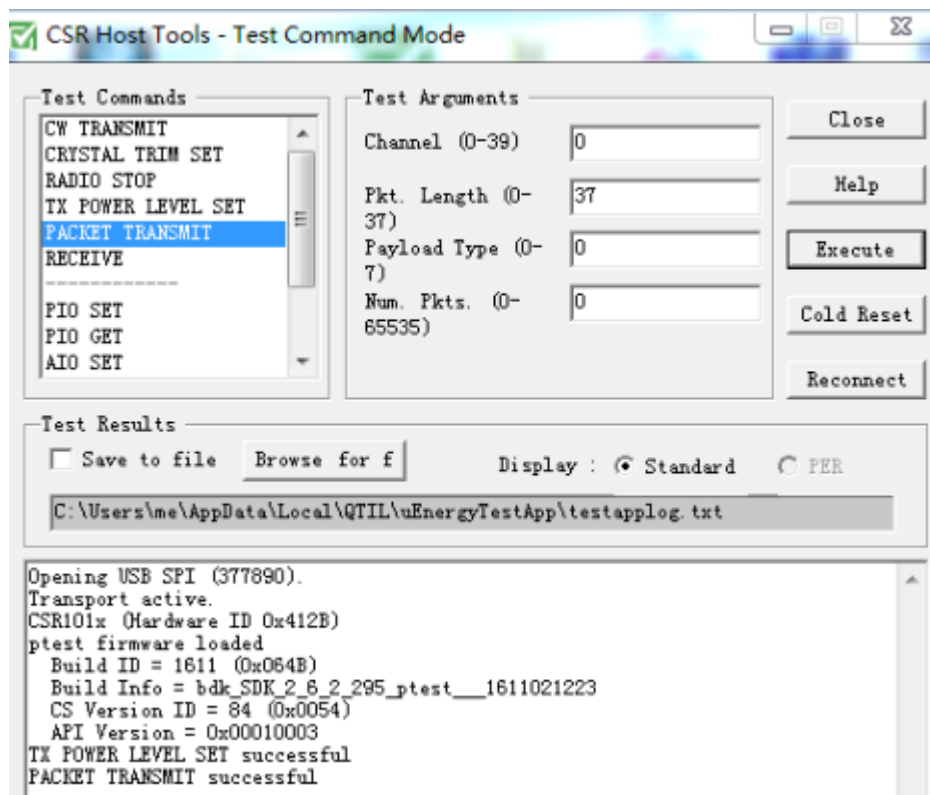 CSR Host Tools - Test Command Mode
Test Commands
CW TRANSMIT
CRYSTAL TRIM SET
RADIO STOP
TX POWER LEVEL SET
PACKET TRANSMIT
RECEIVE
------------
PIO SET
PIO GET
AIO SET
Test Arguments
Channel (0-39)
0
Pkt. Length (0-
37)
37
Payload Type (0-
7)
0
Num. Pkts. (0-
65535)
0
Close
Help
Execute
Cold Reset
Reconnect
Test Results
Save to file
Browse for f
Display :
Standard
PER
C:\Users\me\AppData\Local\QTIL\uEnergyTestApp\testapplog.txt
Opening USB SPI (377890).
Transport active.
CSR101x (Hardware ID 0x412B)
ptest firmware loaded
Build ID = 1611 (0x064B)
Build Info = bdk_SDK_2_6_2_295_ptest___1611021223
CS Version ID = 84 (0x0054)
API Version = 0x00010003
TX POWER LEVEL SET successful
PACKET TRANSMIT successful